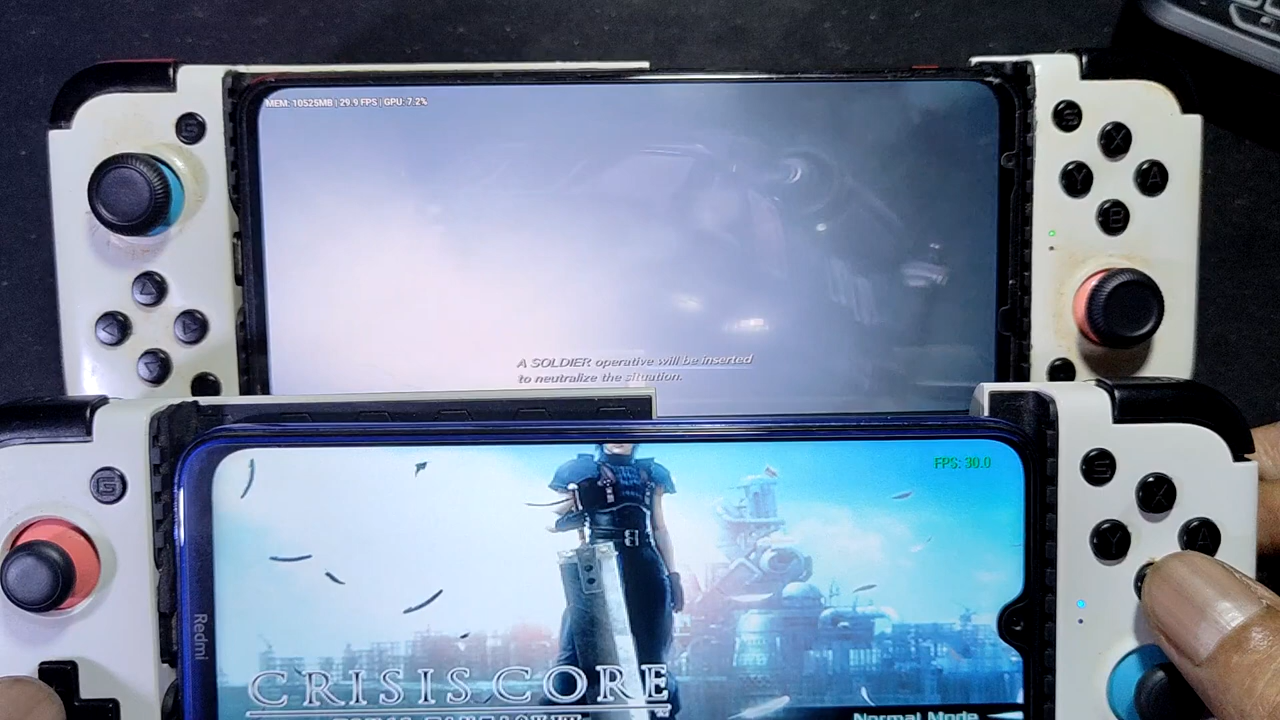 MEM: 10525MB | 29.9 FPS | GPU: 7.2%
S
X
Y
A
B
A SOLDIER operative will be inserted
to neutralize the situation.
G
FPS: 30.0
S
X
Y
A
Redmi
CRISIS CORE
Normal Mode